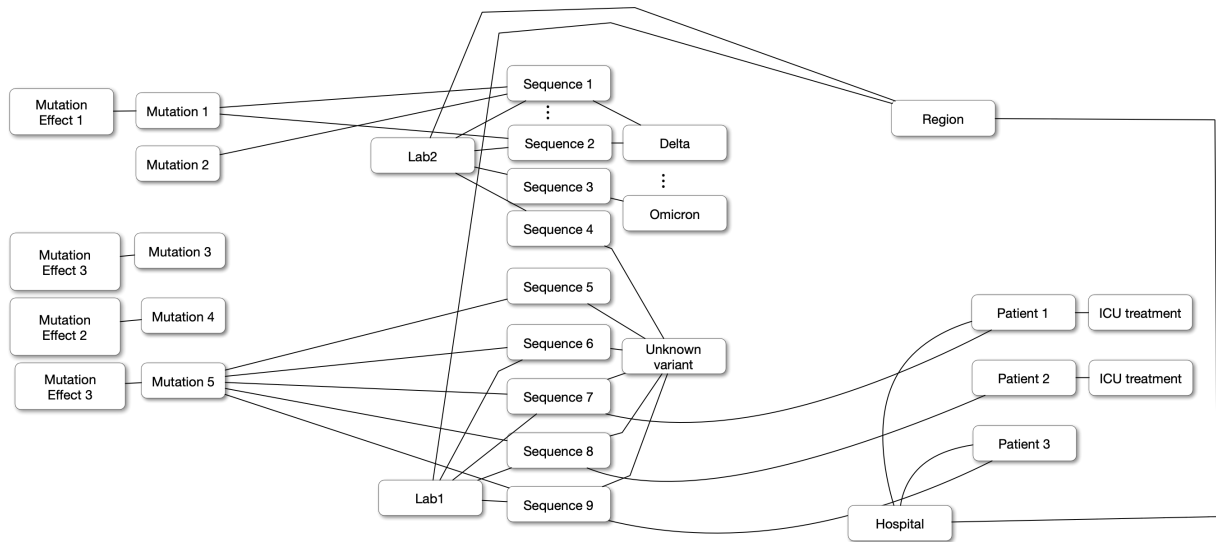 Mutation
Effect 1
Mutation 1
Mutation 2
Mutation
Effect 3
Mutation 3
Mutation
Effect 2
Mutation 4
Mutation
Effect 3
Mutation 5
Lab2
Lab1
Sequence 1
Sequence 2
Sequence 3
Sequence 4
Sequence 5
Sequence 6
Sequence 7
Sequence 8
Sequence 9
Delta
Omicron
Unknown
variant
Region
Patient 1
ICU treatment
Patient 2
ICU treatment
Patient 3
Hospital